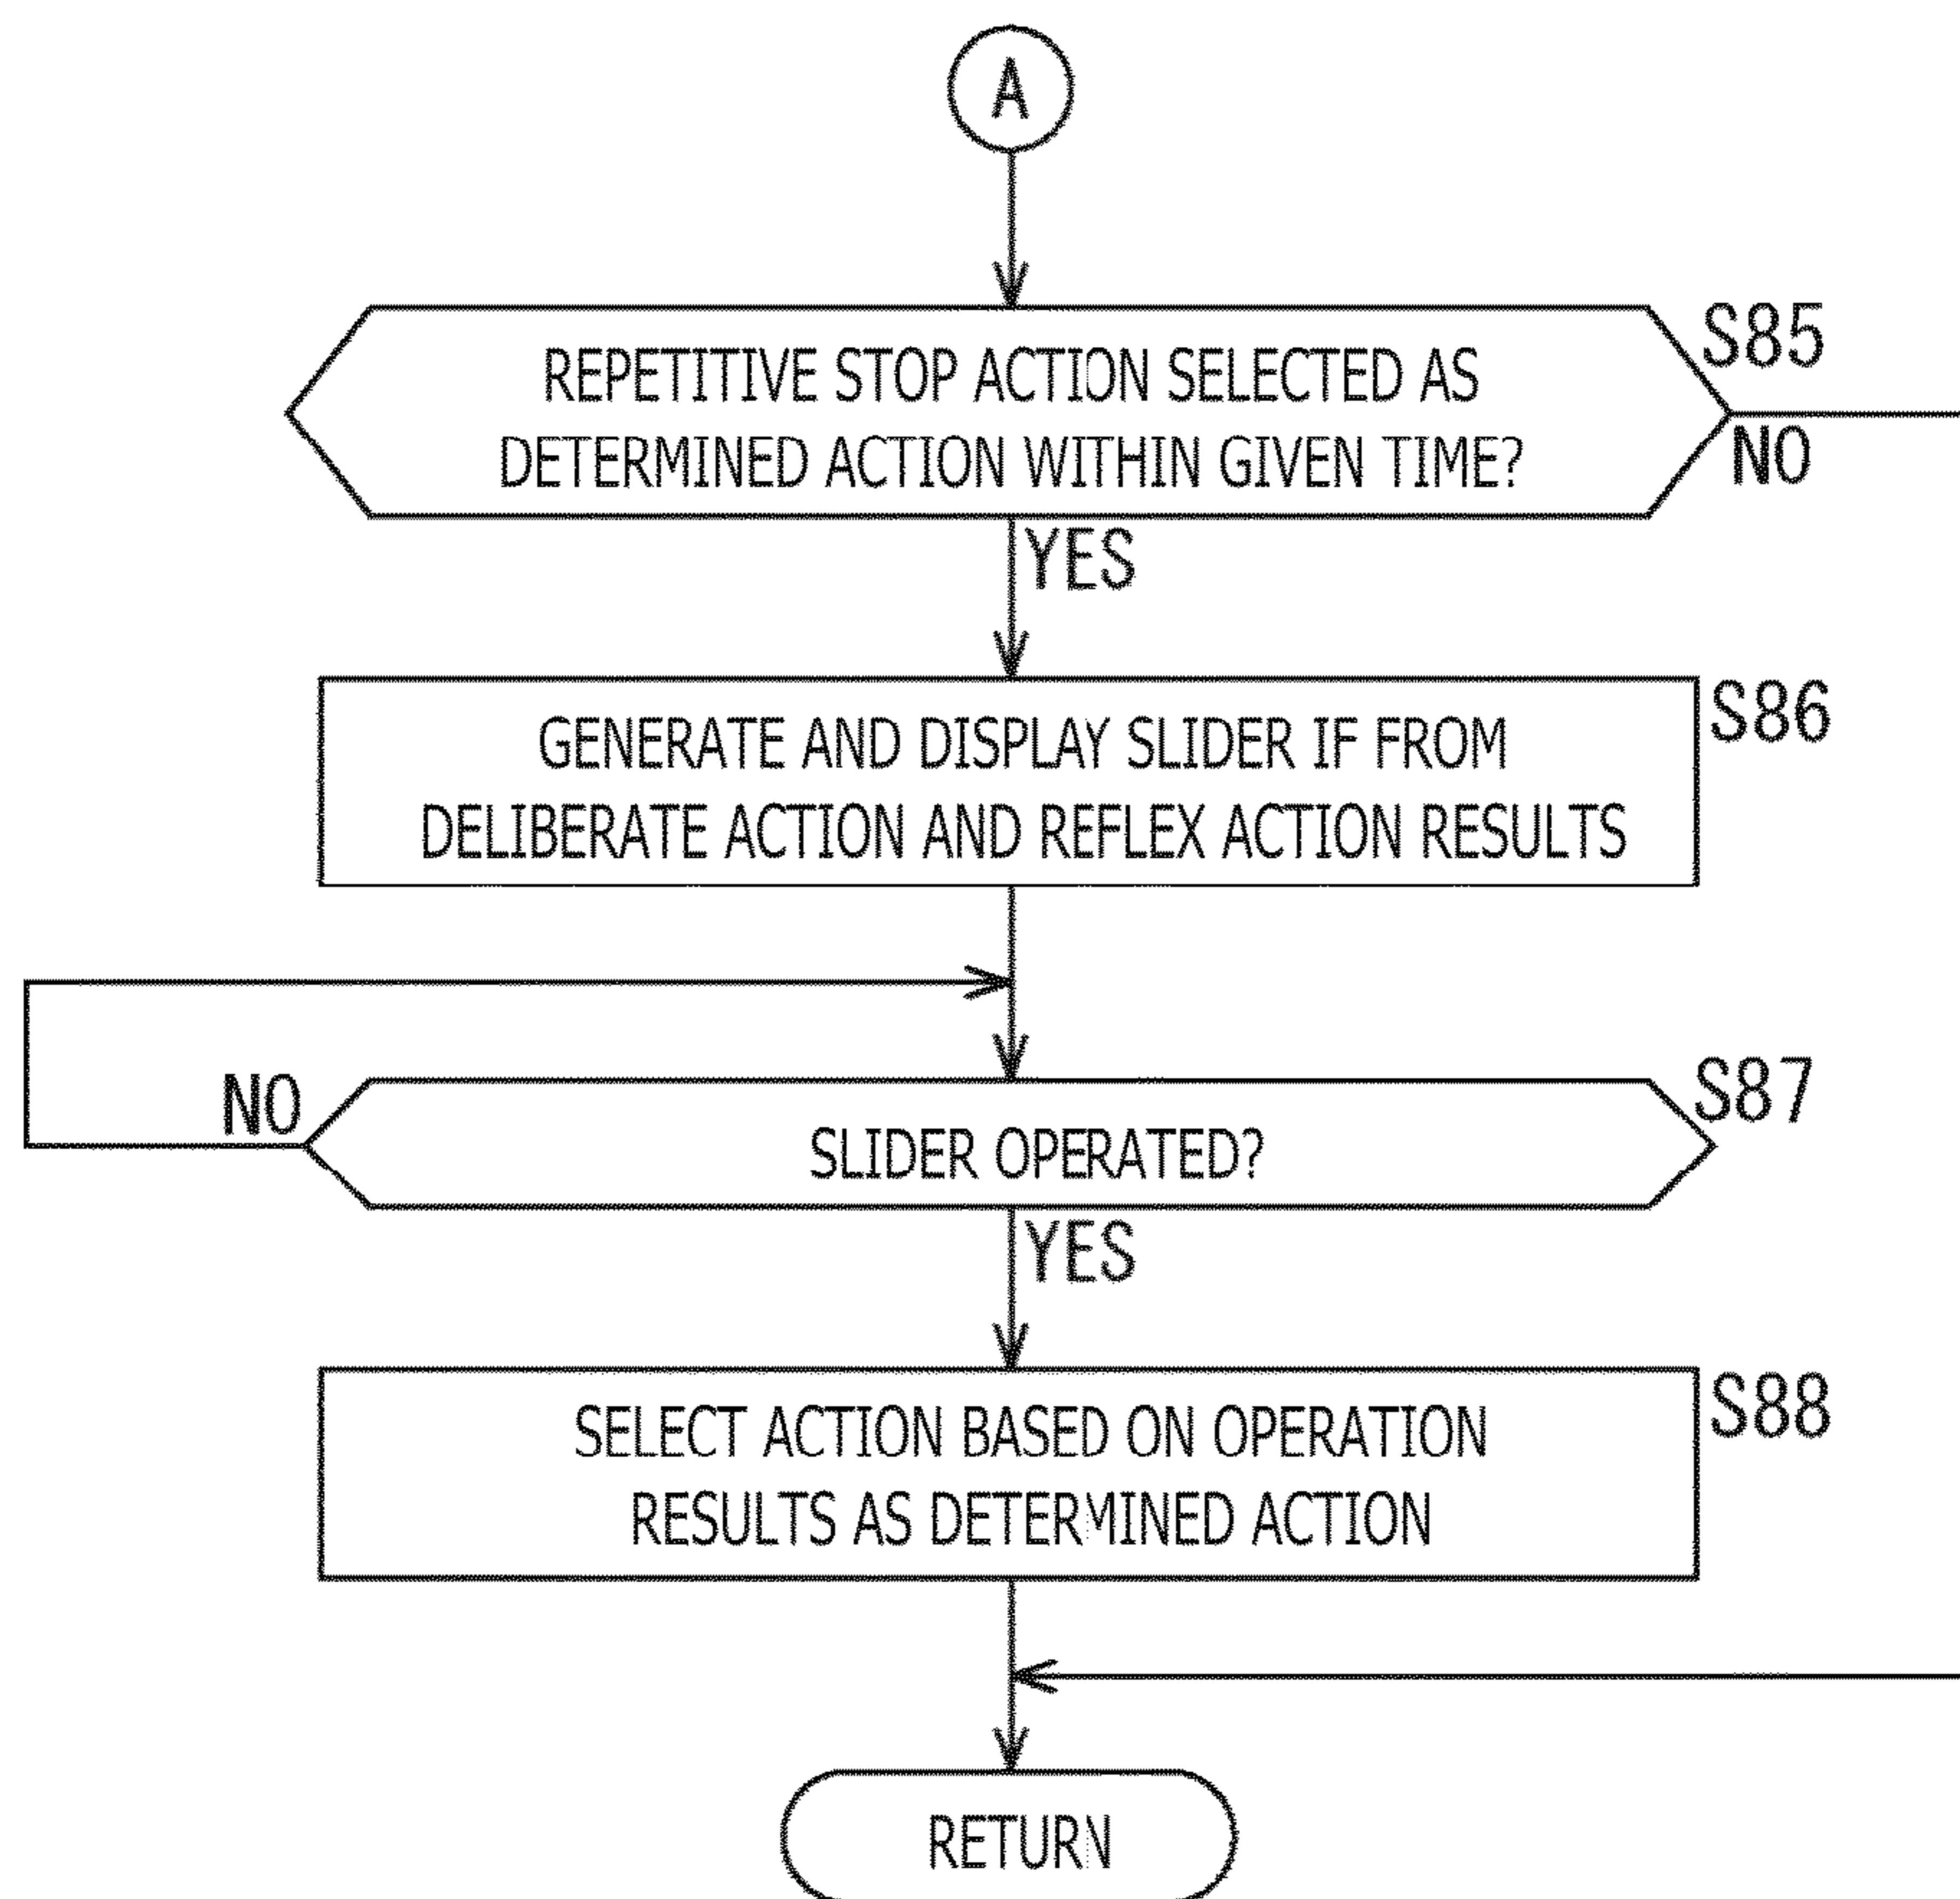 A
REPETITIVE STOP ACTION SELECTED AS
DETERMINED ACTION WITHIN GIVEN TIME?
S85
NO
YES
GENERATE AND DISPLAY SLIDER IF FROM
DELIBERATE ACTION AND REFLEX ACTION RESULTS
S86
NO
SLIDER OPERATED?
S87
YES
SELECT ACTION BASED ON OPERATION
RESULTS AS DETERMINED ACTION
S88
RETURN